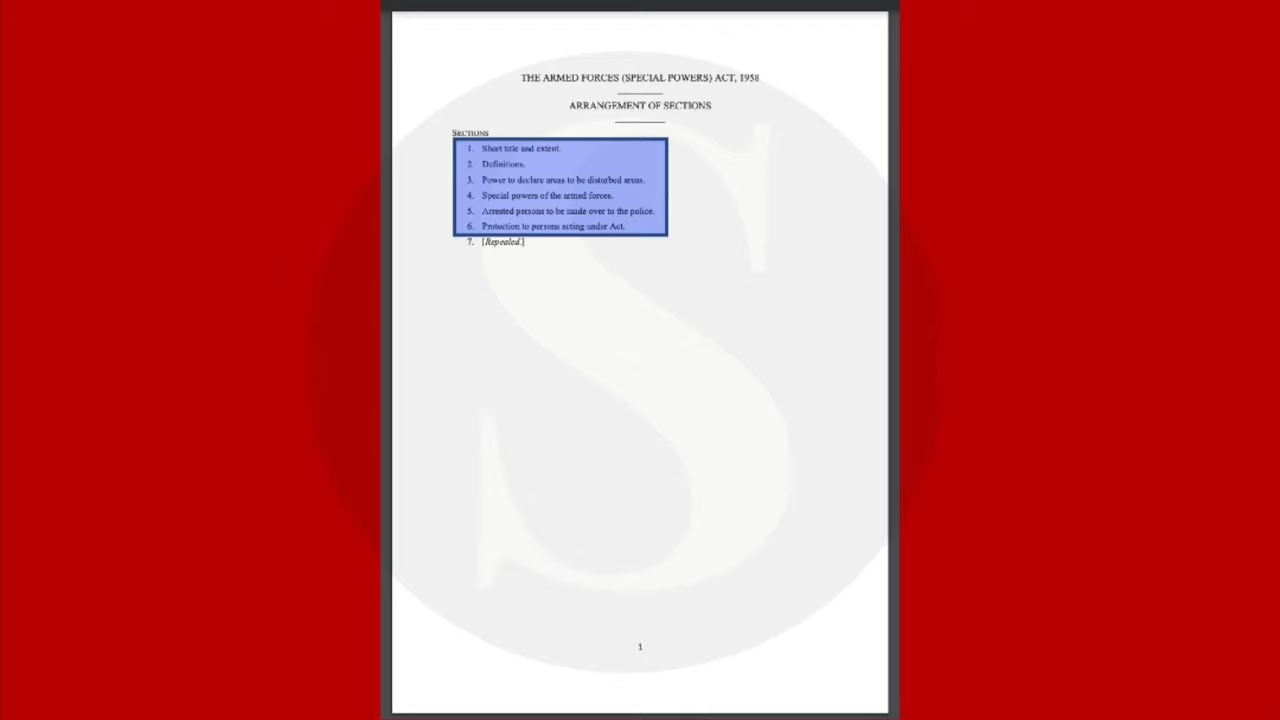 THE ARMED FORCES (SPECIAL POWERS) ACT, 1958
ARRANGEMENT OF SECTIONS
SECTIONS
1. Short title and extent.
2. Definitions.
3. Power to declare areas to be disturbed areas.
4. Special powers of the armed forces.
5. Arrested persons to be made over to the police.
6. Protection to persons acting under Act.
7. [Repealed.]
S
1